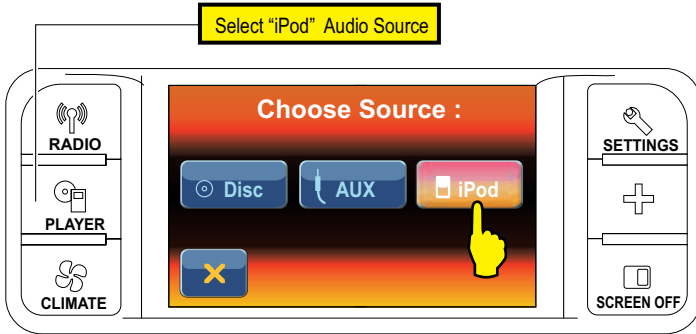 Select “iPod” Audio Source
Choose Source :
RADIO
SETTINGS
Disc
AUX
iPod
PLAYER
CLIMATE
SCREEN OFF